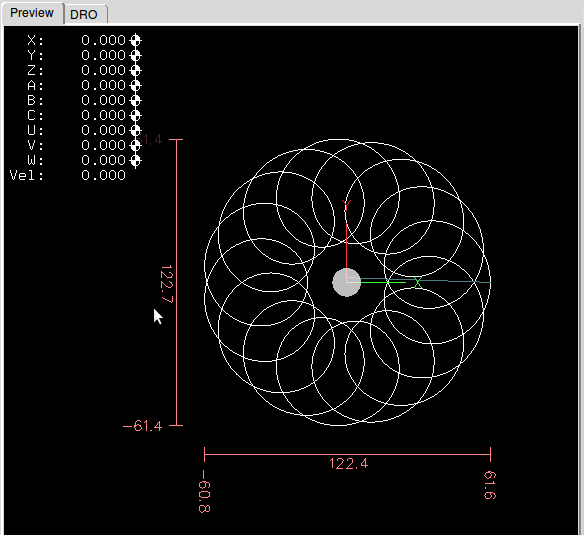 Preview DRO
X: 0.000
Y: 0.000
Z: 0.000
A: 0.000
B: 0.000
C: 0.000
U: 0.000
V: 0.000
W: 0.000
Vel: 0.000
Y
X
122.7
-61.4
122.4
-60.8
61.6